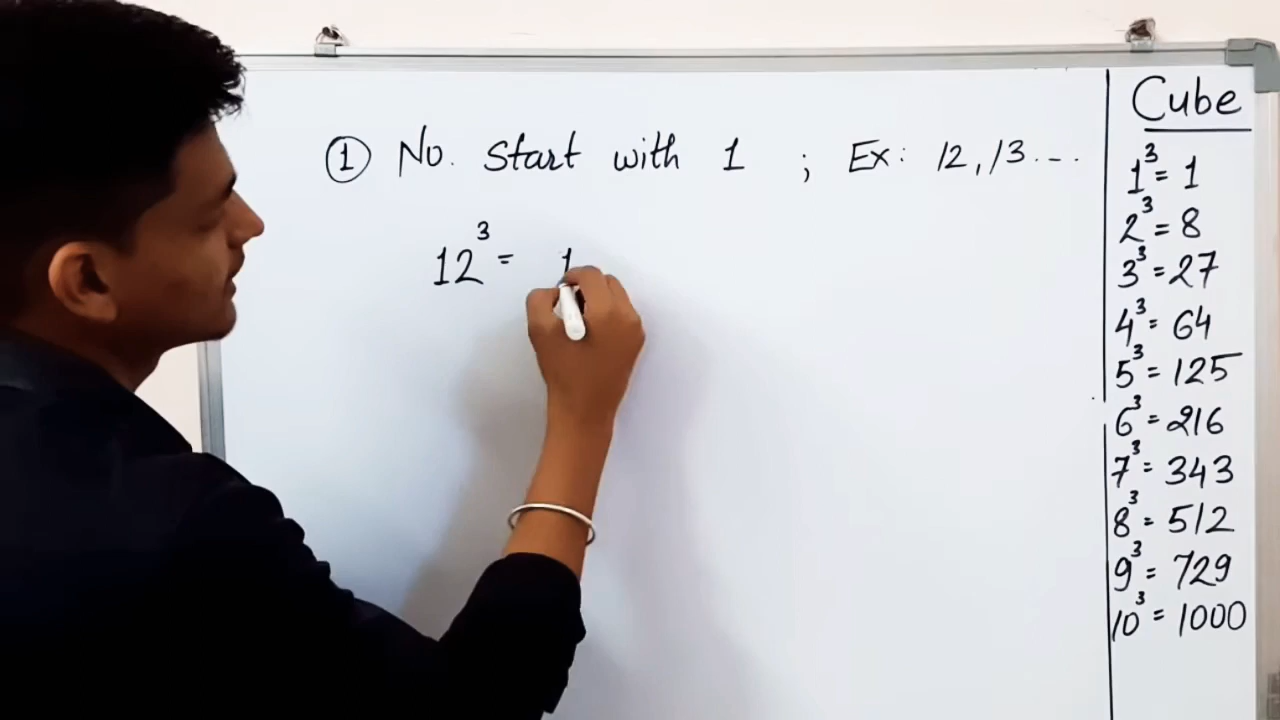 ① No. Start with 1 ; Ex: 12, 13...
12³ = 1
Cube
1³ = 1
2³ = 8
3³ = 27
4³ = 64
5³ = 125
6³ = 216
7³ = 343
8³ = 512
9³ = 729
10³ = 1000